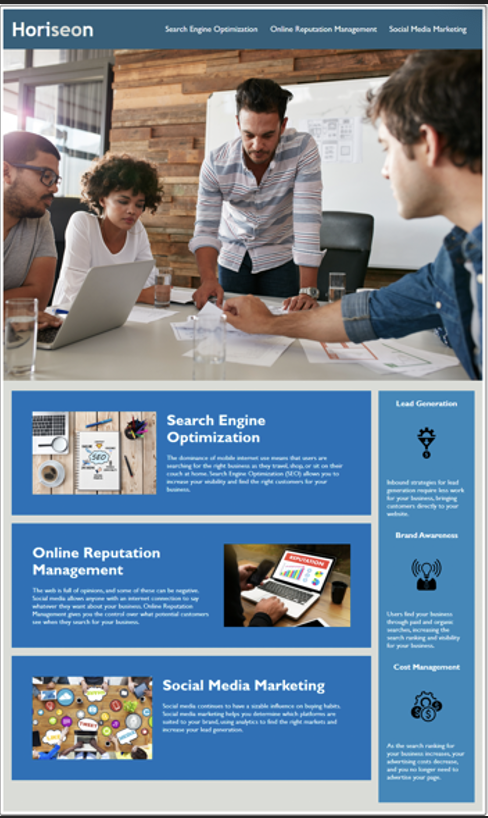 Horiseon
Search Engine Optimization
Online Reputation Management
Social Media Marketing
Search Engine
Optimization
The dominance of mobile internet use means that users are
searching for the right business as they travel, shop, or sit on their
couch at home. Search Engine Optimization (SEO) allows you to
increase your visibility and find the right customers for your
business.
SEO
Online Reputation
Management
The web is full of opinions, and some of these can be negative.
Social media allows anyone with an internet connection to say
whatever they want about your business. Online Reputation
Management gives you the control over what potential customers
see when they search for your business.
REPUTATION
Social Media Marketing
Social media continues to have a sizable influence on buying habits.
Social media marketing helps you determine which platforms are
suited to your brand, using analytics to find the right markets and
increase your lead generation.
TWEET
Lead Generation
Inbound strategies for lead
generation require less work
for your business, bringing
customers directly to your
website.
Brand Awareness
Users find your business
through paid and organic
searches, increasing the
search ranking and visibility
for your business.
Cost Management
As the search ranking for
your business increases, your
advertising costs decrease,
and you no longer need to
advertise your page.